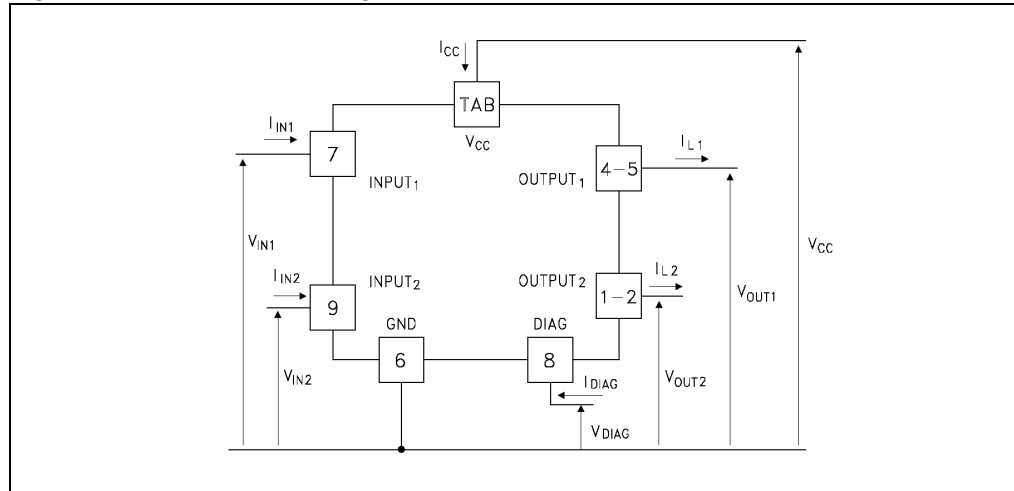 I_CC
TAB
V_CC
I_IN1
7
INPUT_1
OUTPUT_1
4-5
I_L1
V_IN1
V_CC
I_IN2
INPUT_2
9
OUTPUT_2
1-2
I_L2
V_OUT1
GND
DIAG
6
8
V_IN2
I_DIAG
V_OUT2
V_DIAG